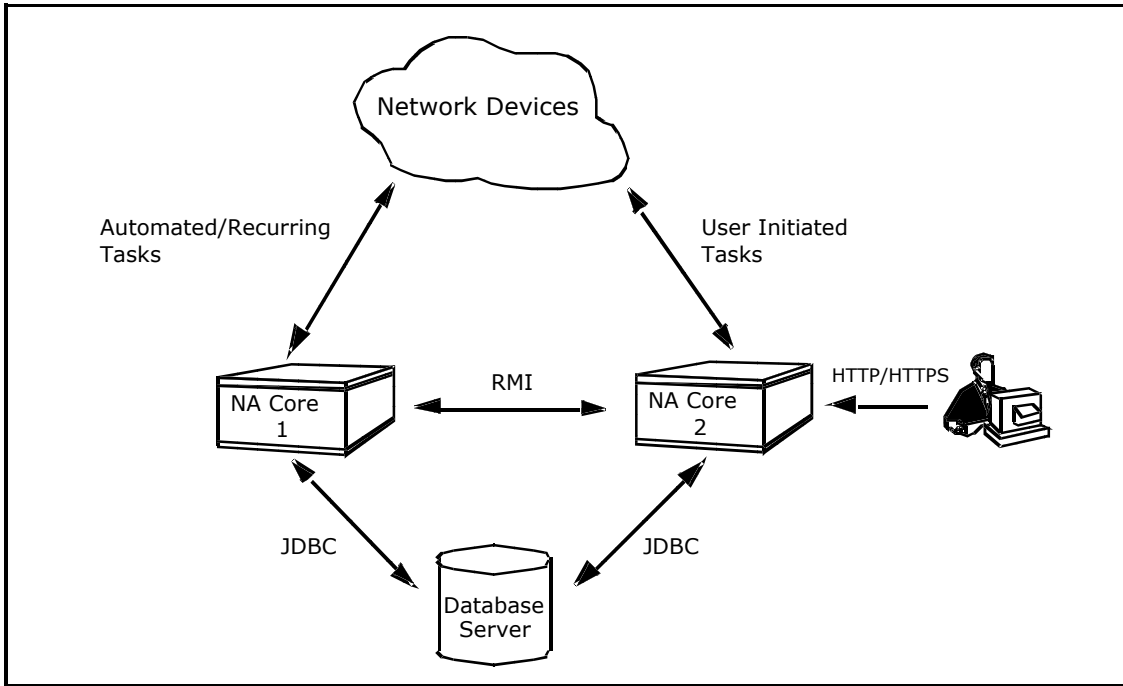 Network Devices
Automated/Recurring
Tasks
User Initiated
Tasks
NA Core
1
RMI
NA Core
2
HTTP/HTTPS
JDBC
JDBC
Database
Server